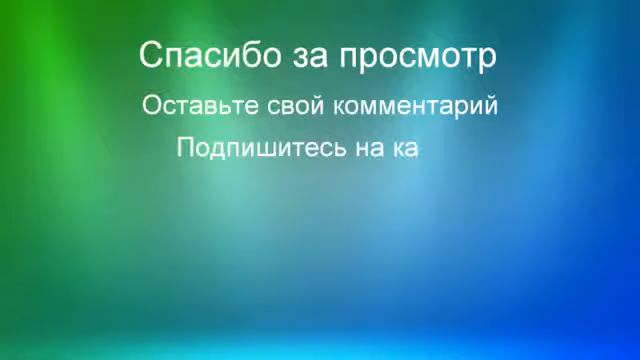 Спасибо за просмотр
Оставьте свой комментарий
Подпишитесь на ка